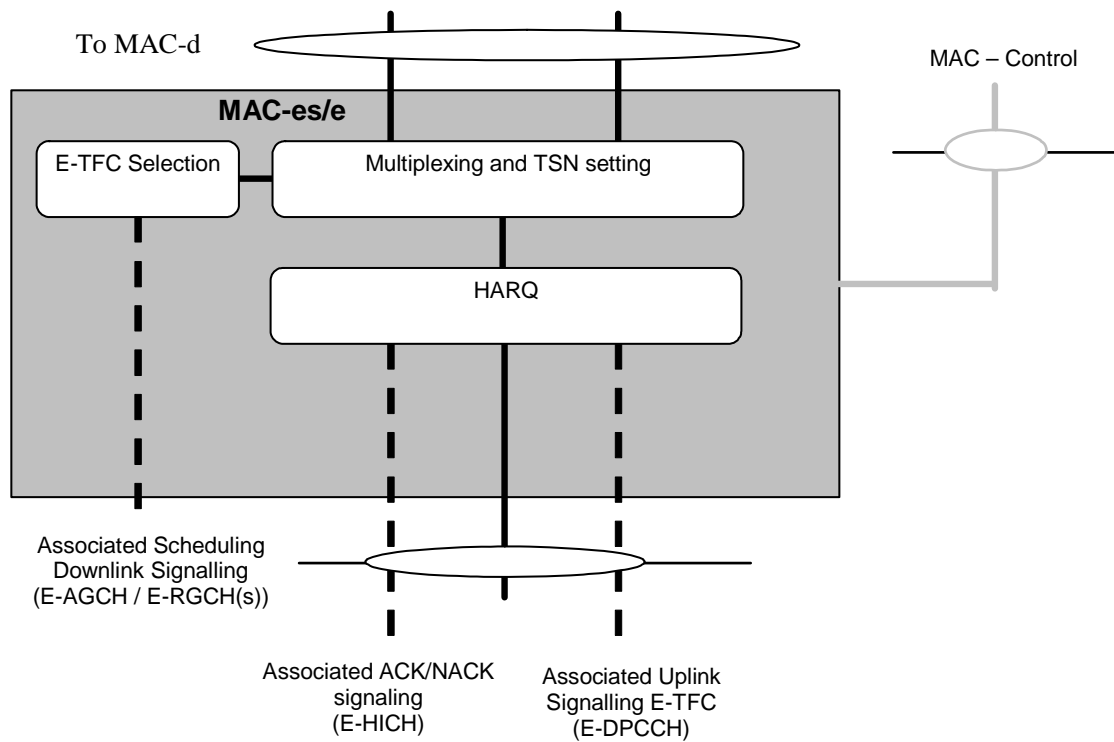 To MAC-d
MAC – Control
MAC-es/e
E-TFC Selection
Multiplexing and TSN setting
HARQ
Associated Scheduling
Downlink Signalling
(E-AGCH / E-RGCH(s))
Associated ACK/NACK
signaling
(E-HICH)
Associated Uplink
Signalling E-TFC
(E-DPCCH)